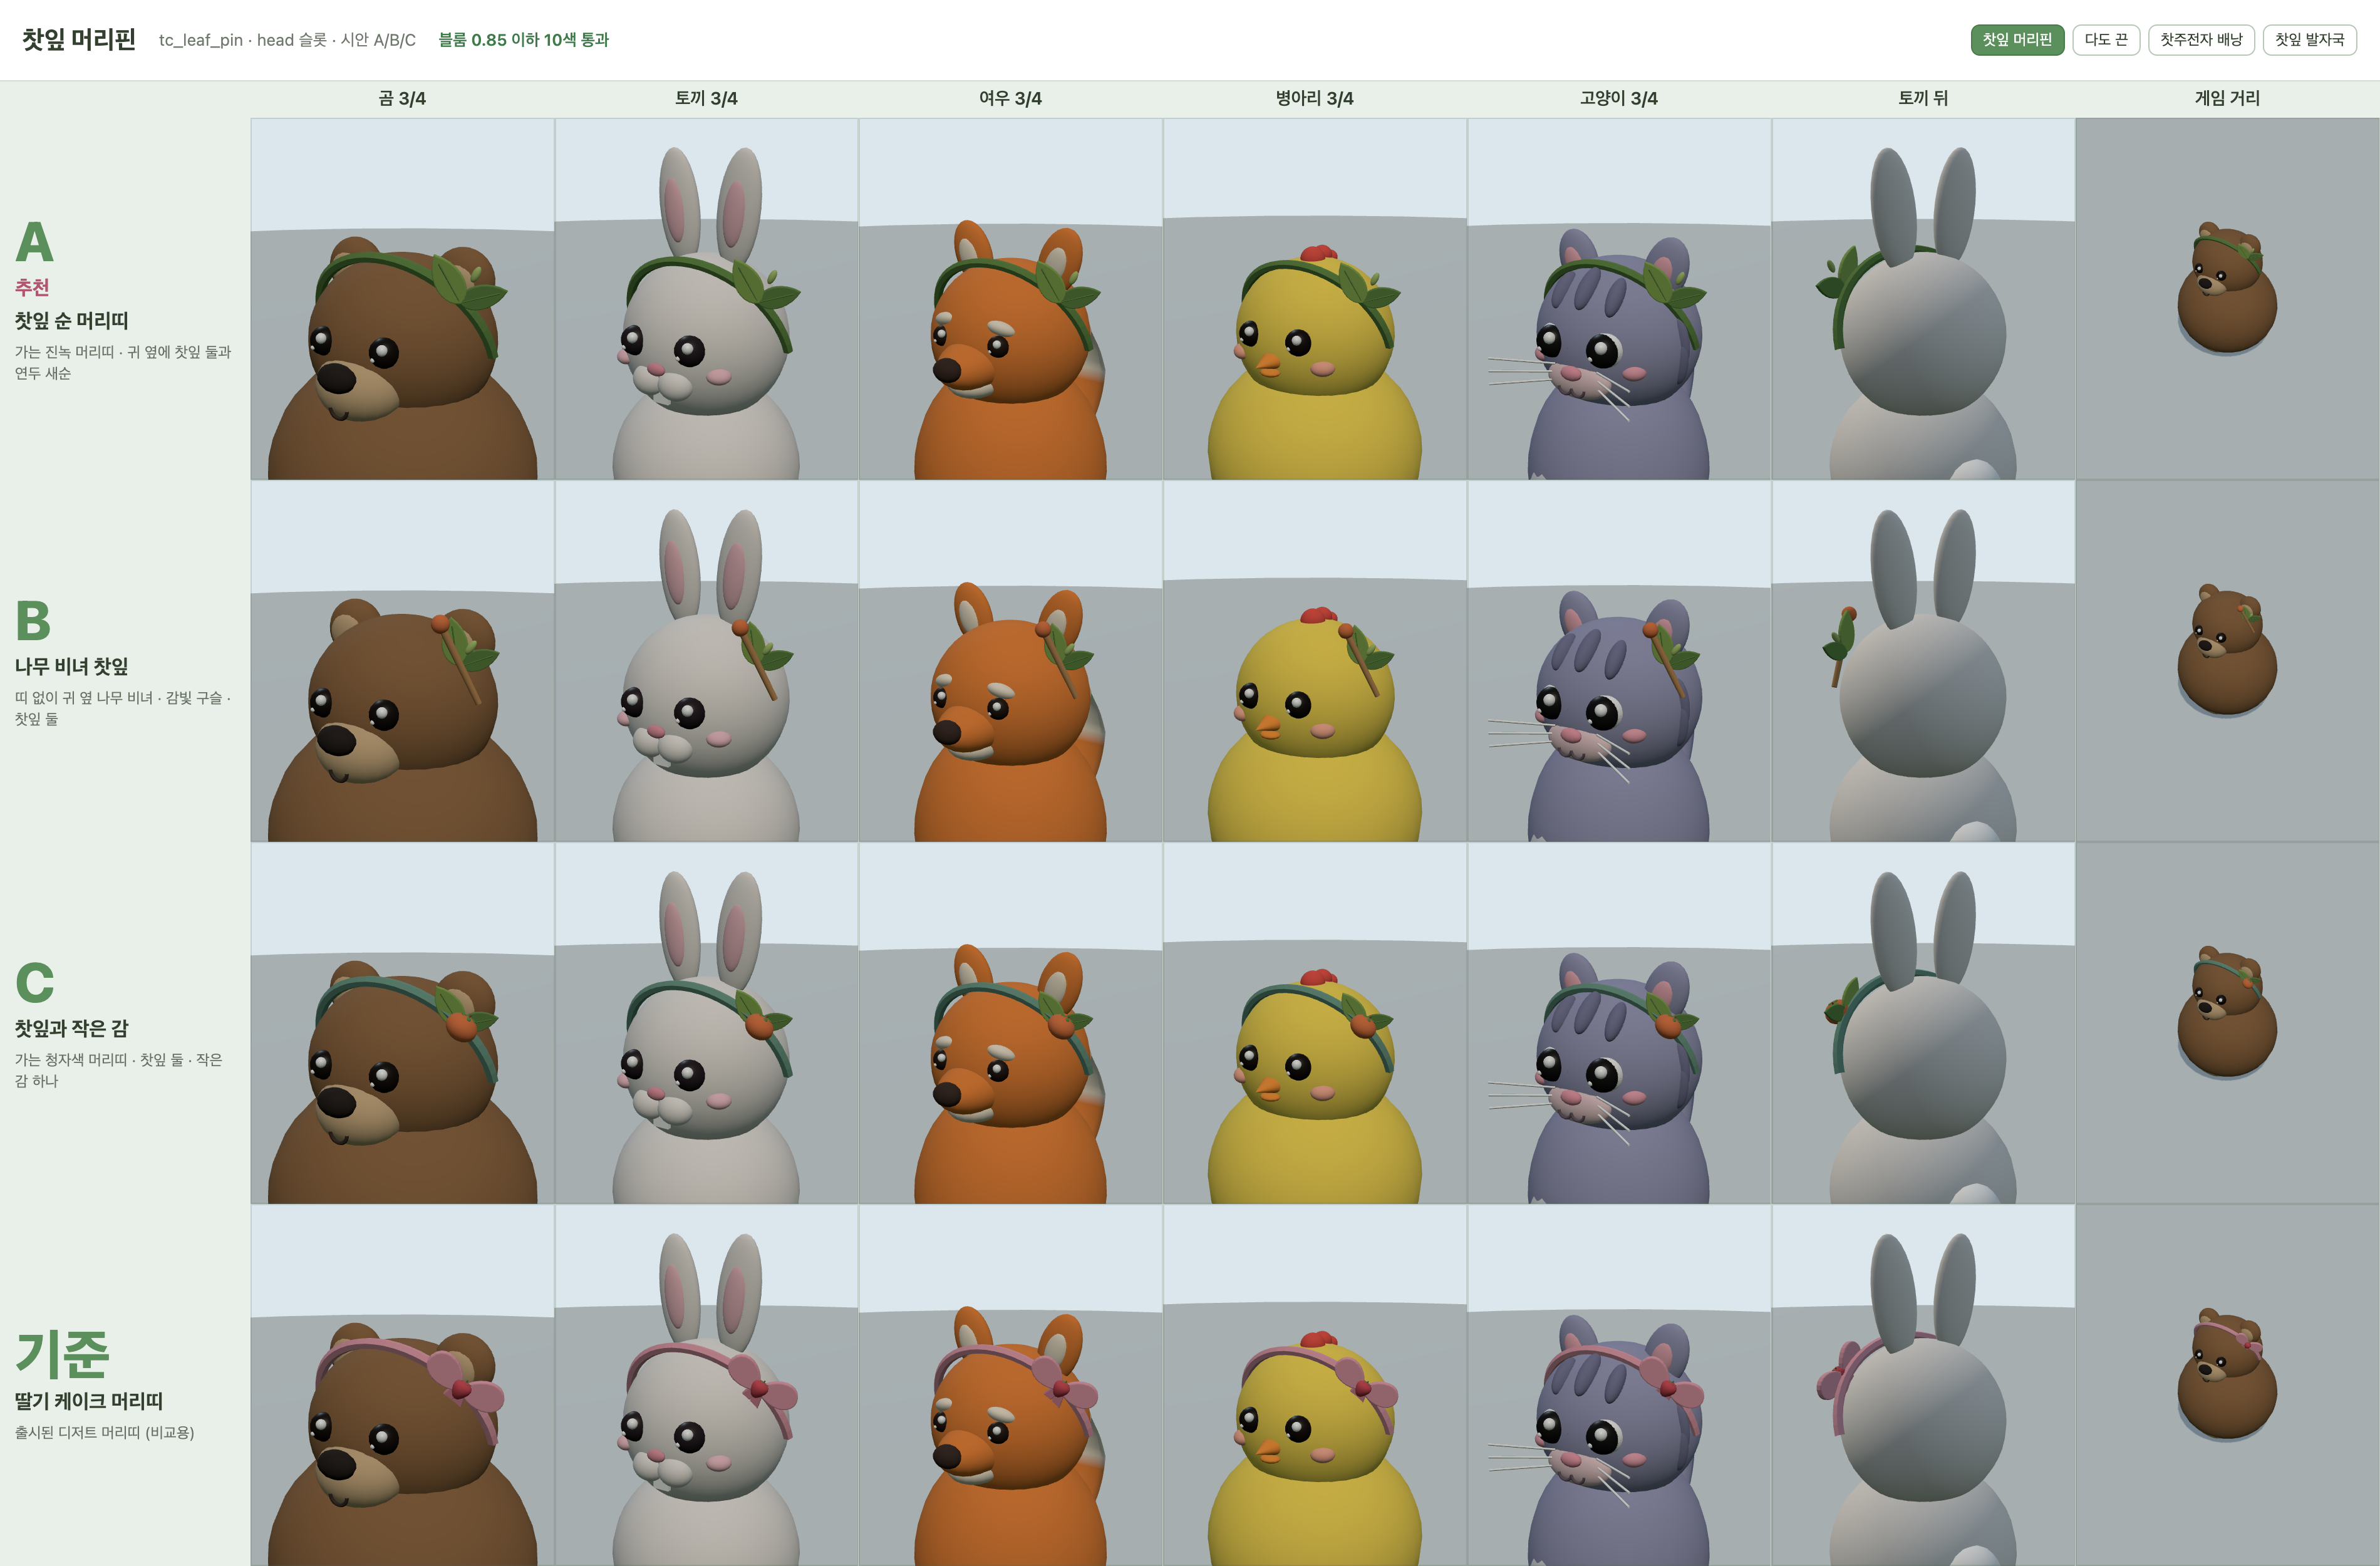 찻잎 머리핀
tc_leaf_pin · head 슬롯 · 시안 A/B/C
블룸 0.85 이하 10색 통과
찻잎 머리핀
다도 끈
찻주전자 배낭
찻잎 발자국
곰 3/4
토끼 3/4
여우 3/4
병아리 3/4
고양이 3/4
토끼 뒤
게임 거리
A
추천
찻잎 순 머리띠
가는 진녹 머리띠 · 귀 옆에 찻잎 둘과
연두 새순
B
나무 비녀 찻잎
띠 없이 귀 옆 나무 비녀 · 감빛 구슬 ·
찻잎 둘
C
찻잎과 작은 감
가는 청자색 머리띠 · 찻잎 둘 · 작은
감 하나
기준
딸기 케이크 머리띠
출시된 디저트 머리띠 (비교용)